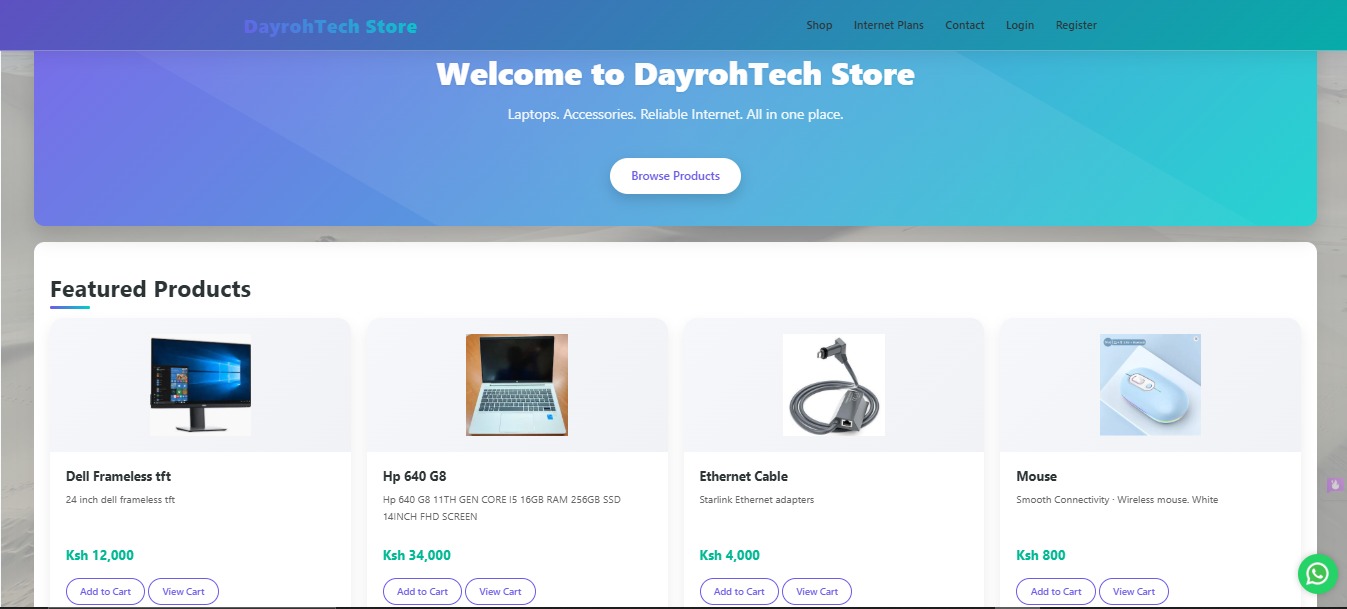 DayrohTech Store
Shop Internet Plans Contact Login Register
Welcome to DayrohTech Store
Laptops. Accessories. Reliable Internet. All in one place.
Browse Products
Featured Products
Dell Frameless tft
24 inch dell frameless tft
Ksh 12,000
Add to Cart View Cart
Hp 640 G8
Hp 640 G8 11TH GEN CORE I5 16GB RAM 256GB SSD
14INCH FHD SCREEN
Ksh 34,000
Add to Cart View Cart
Ethernet Cable
Starlink Ethernet adapters
Ksh 4,000
Add to Cart View Cart
Mouse
Smooth Connectivity · Wireless mouse. White
Ksh 800
Add to Cart View Cart